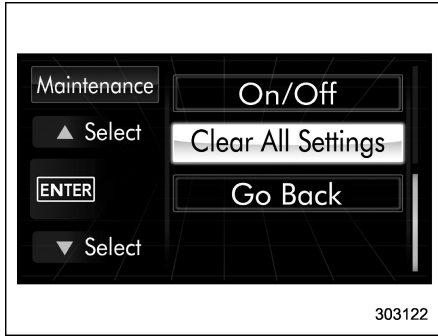 Maintenance
On/Off
▲ Select
Clear All Settings
ENTER
Go Back
▼ Select
303122